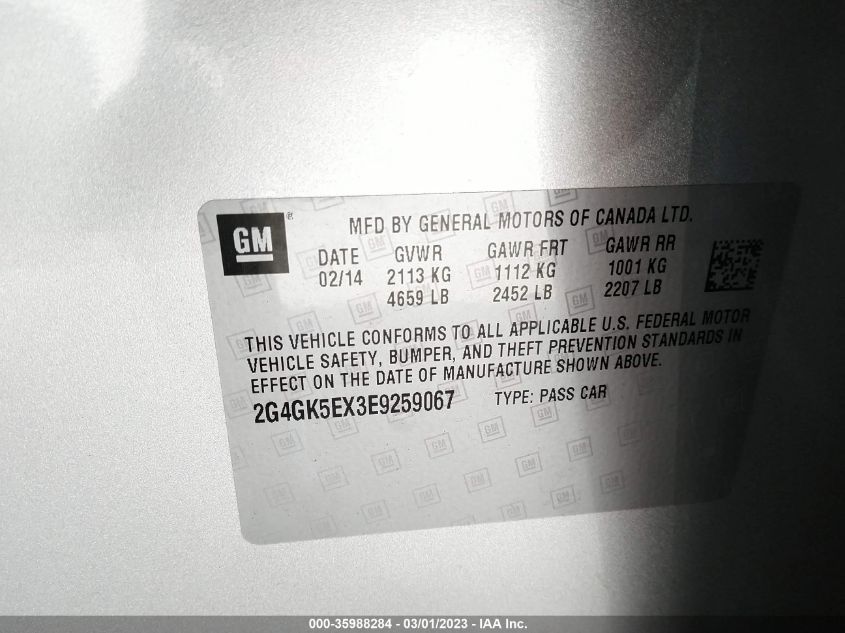 GM®
MFD BY GENERAL MOTORS OF CANADA LTD.
DATE GVWR GAWR FRT GAWR RR
02/14 2113 KG 1112 KG 1001 KG
4659 LB 2452 LB 2207 LB
THIS VEHICLE CONFORMS TO ALL APPLICABLE U.S. FEDERAL MOTOR
VEHICLE SAFETY, BUMPER, AND THEFT PREVENTION STANDARDS IN
EFFECT ON THE DATE OF MANUFACTURE SHOWN ABOVE.
2G4GK5EX3E9259067 TYPE: PASS CAR
000-35988284 - 03/01/2023 - IAA Inc.